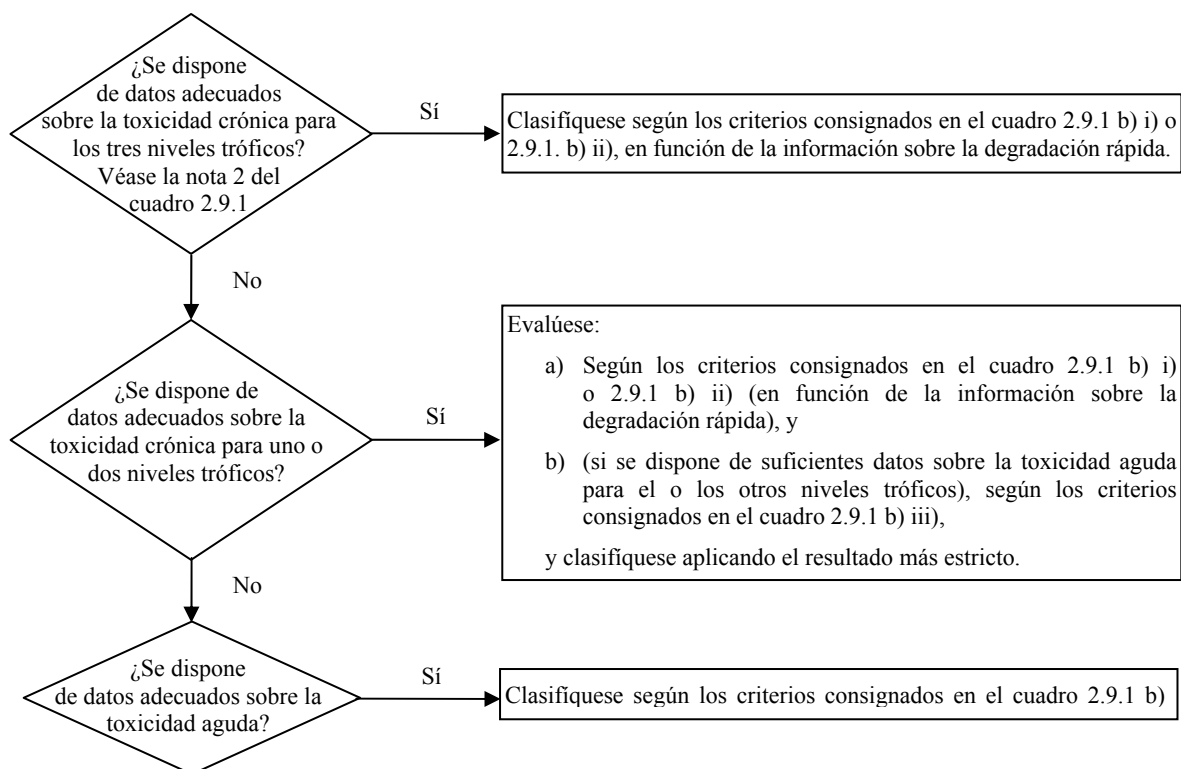 ¿Se dispone
de datos adecuados
sobre la toxicidad crónica para
los tres niveles tróficos?
Véase la nota 2 del
cuadro 2.9.1
Sí
Clasifíquese según los criterios consignados en el cuadro 2.9.1 b) i) o
2.9.1. b) ii), en función de la información sobre la degradación rápida.
No
¿Se dispone de
datos adecuados sobre la
toxicidad crónica para uno o
dos niveles tróficos?
Sí
Evalúese:
a) Según los criterios consignados en el cuadro 2.9.1 b) i)
o 2.9.1 b) ii) (en función de la información sobre la
degradación rápida), y
b) (si se dispone de suficientes datos sobre la toxicidad aguda
para el o los otros niveles tróficos), según los criterios
consignados en el cuadro 2.9.1 b) iii),
y clasifíquese aplicando el resultado más estricto.
No
¿Se dispone
de datos adecuados sobre la
toxicidad aguda?
Sí
Clasifíquese según los criterios consignados en el cuadro 2.9.1 b)